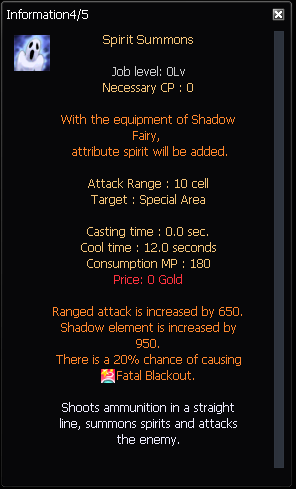 Information4/5
Spirit Summons
Job level: 0Lv
Necessary CP : 0
With the equipment of Shadow
Fairy,
attribute spirit will be added.
Attack Range : 10 cell
Target : Special Area
Casting time : 0.0 sec.
Cool time : 12.0 seconds
Consumption MP : 180
Price: 0 Gold
Ranged attack is increased by 650.
Shadow element is increased by
950.
There is a 20% chance of causing
Fatal Blackout.
Shoots ammunition in a straight
line, summons spirits and attacks
the enemy.